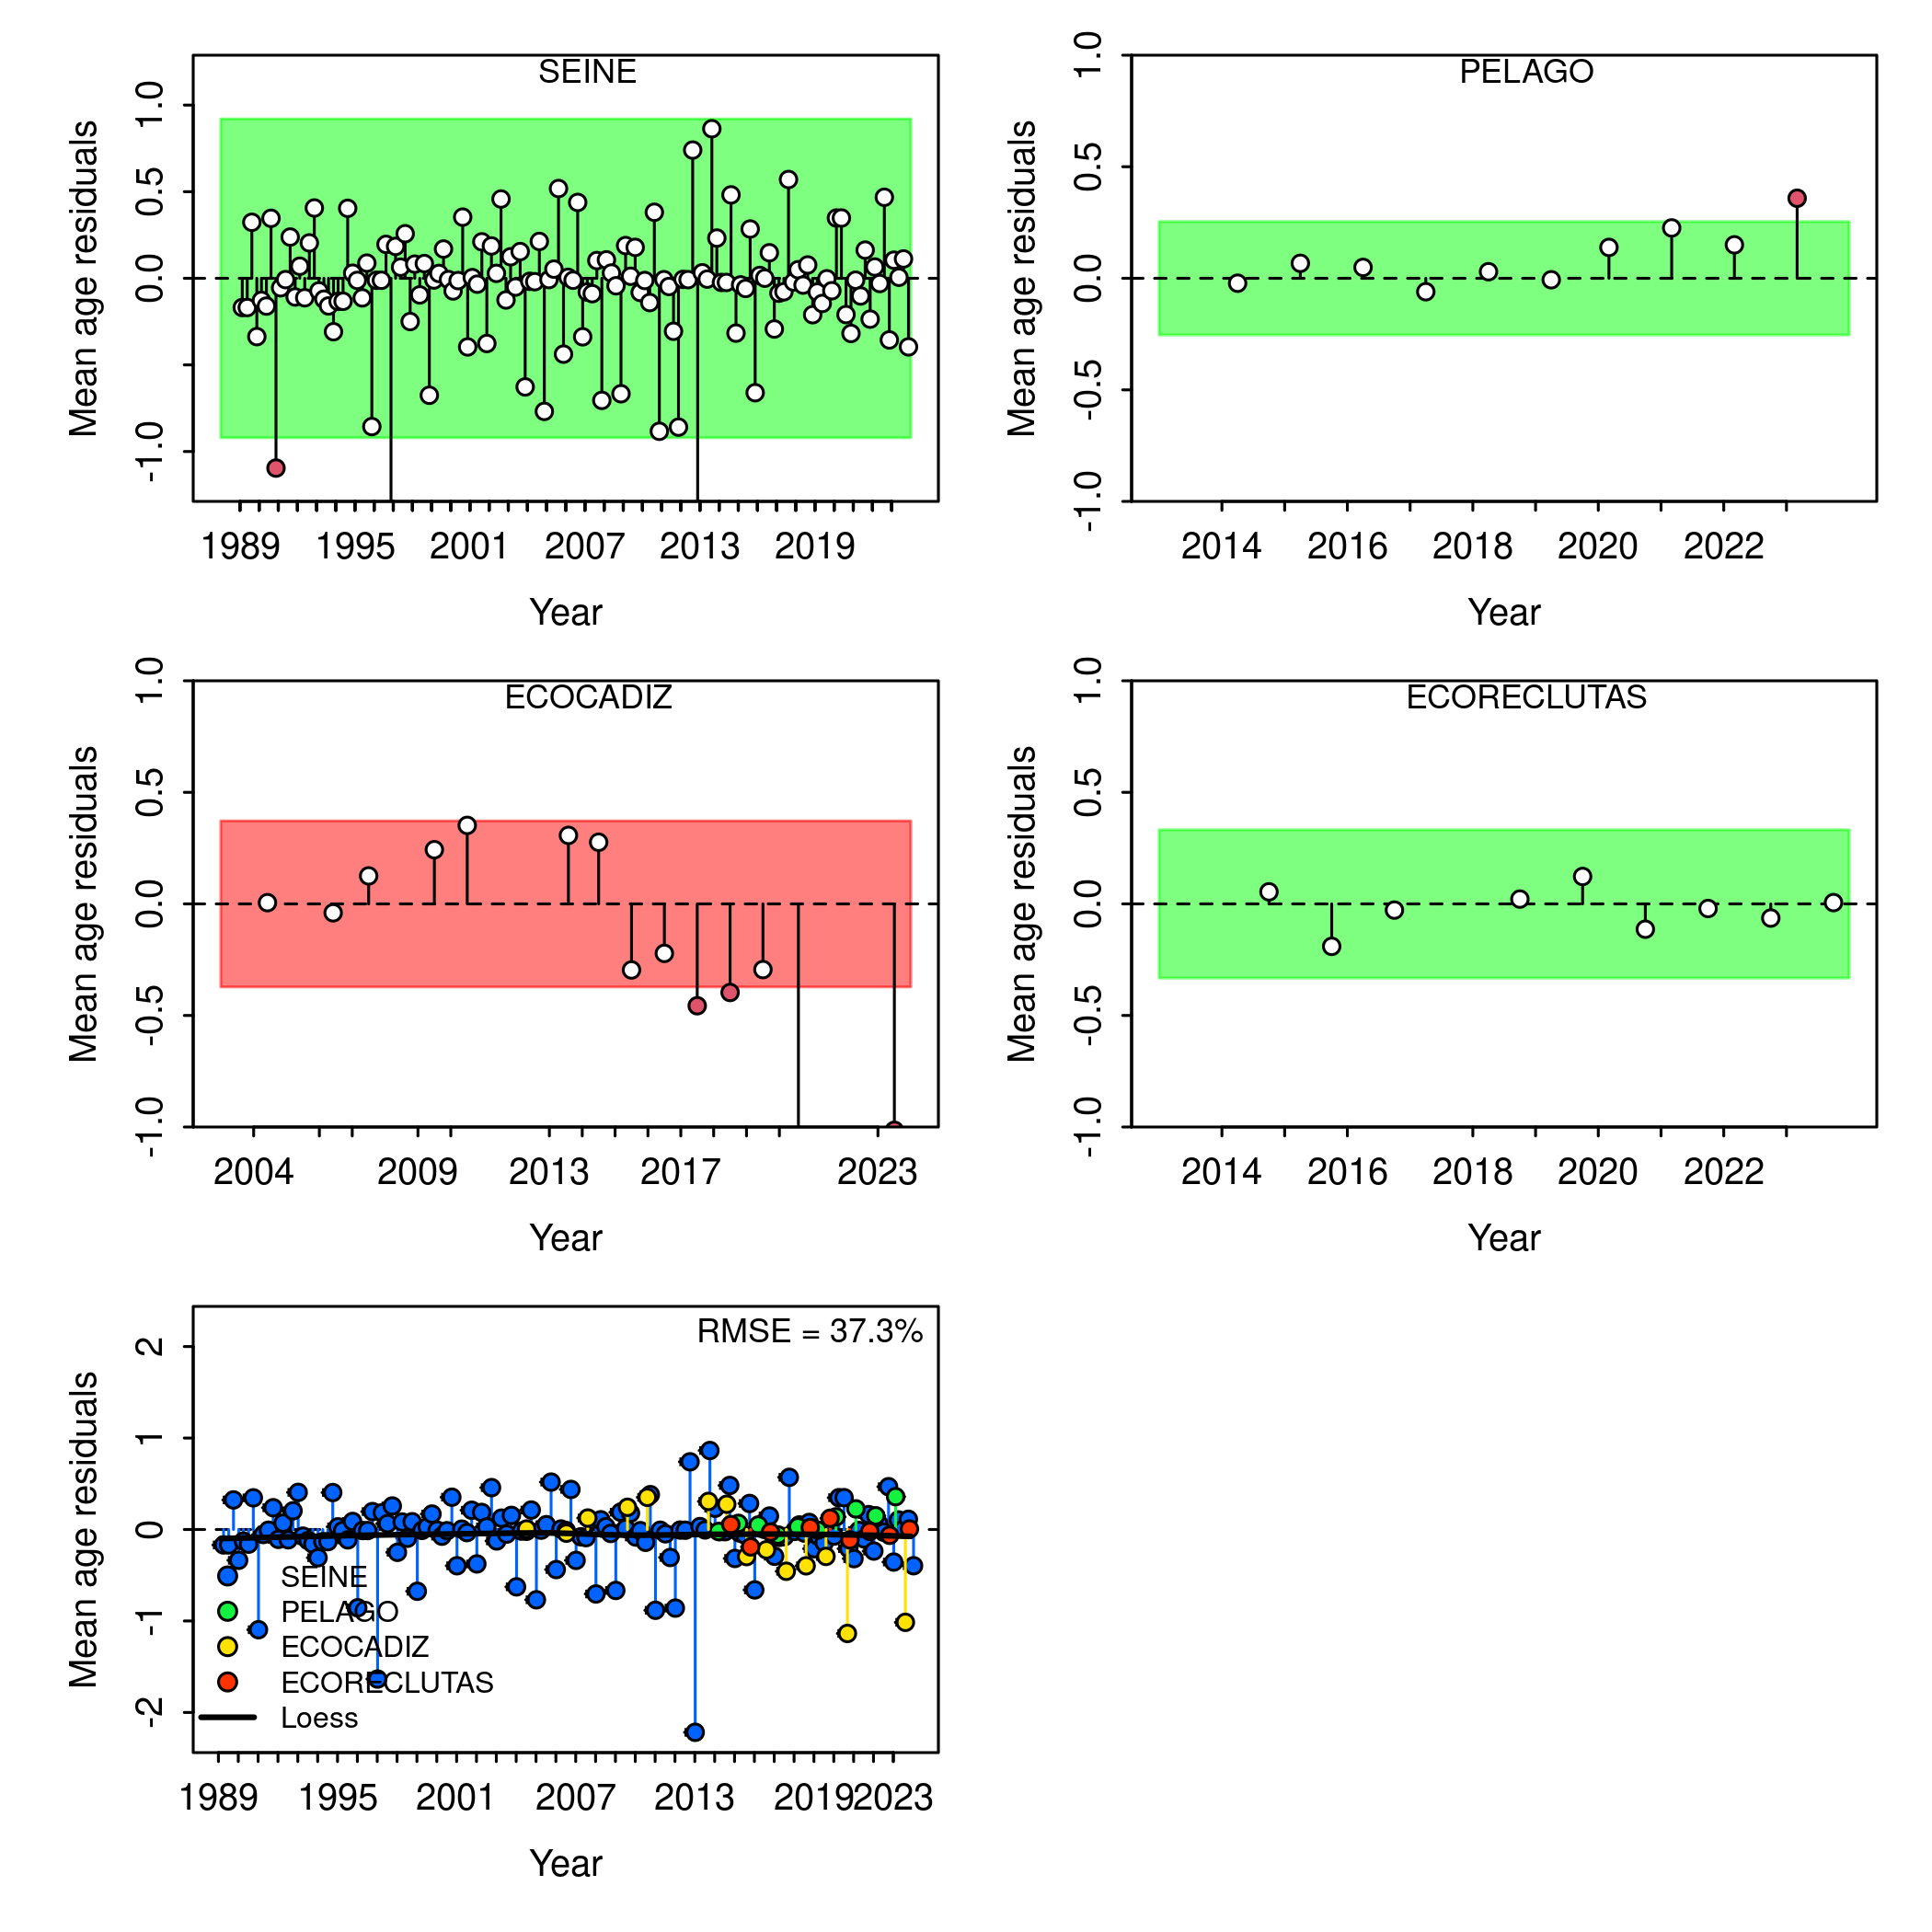 SEINE
Mean age residuals
1.0
0.5
0.0
-1.0
1989 1995 2001 2007 2013 2019
Year
PELAGO
Mean age residuals
1.0
0.5
0.0
-0.5
-1.0
2014 2016 2018 2020 2022
Year
ECOCADIZ
Mean age residuals
1.0
0.5
0.0
-0.5
-1.0
2004 2009 2013 2017 2023
Year
ECORECLUTAS
Mean age residuals
1.0
0.5
0.0
-0.5
-1.0
2014 2016 2018 2020 2022
Year
RMSE = 37.3%
Mean age residuals
2
1
0
-1
-2
SEINE
PELAGO
ECOCADIZ
ECORECLUTAS
Loess
1989 1995 2001 2007 2013 2019 2023
Year